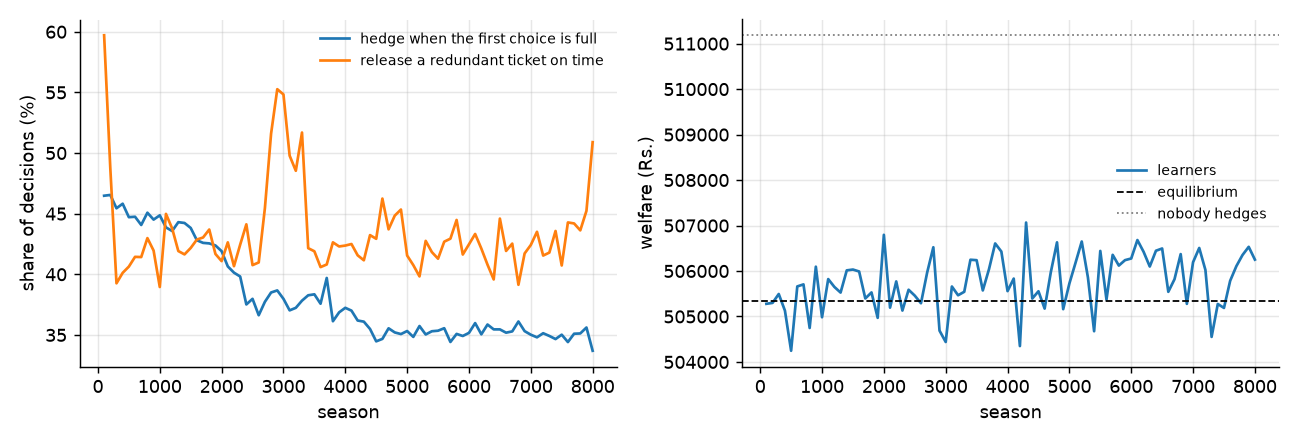 share of decisions (%)
60
55
50
45
40
35
hedge when the first choice is full
release a redundant ticket on time
0 1000 2000 3000 4000 5000 6000 7000 8000
season
welfare (Rs.)
511000
510000
509000
508000
507000
506000
505000
504000
learners
equilibrium
nobody hedges
0 1000 2000 3000 4000 5000 6000 7000 8000
season